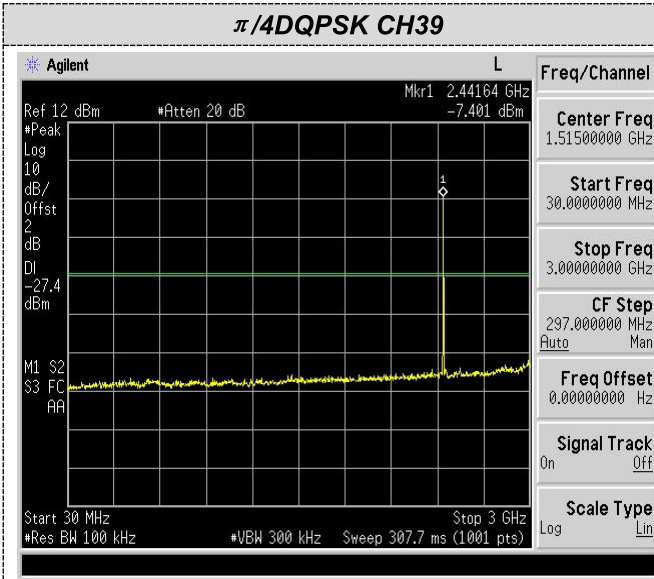 π/4DQPSK CH39
Agilent L
Freq/Channel
Mkr1 2.44164 GHz
Ref 12 dBm #Atten 20 dB -7.401 dBm
#Peak
Log
10
dB/
Offst
2
dB
DI
-27.4
dBm
1
M1 S2
S3 FC
AA
Start 30 MHz Stop 3 GHz
#Res BW 100 kHz #VBW 300 kHz Sweep 307.7 ms (1001 pts)
Center Freq
1.51500000 GHz
Start Freq
30.0000000 MHz
Stop Freq
3.00000000 GHz
CF Step
297.000000 MHz
Auto Man
Freq Offset
0.00000000 Hz
Signal Track
On Off
Scale Type
Log Lin